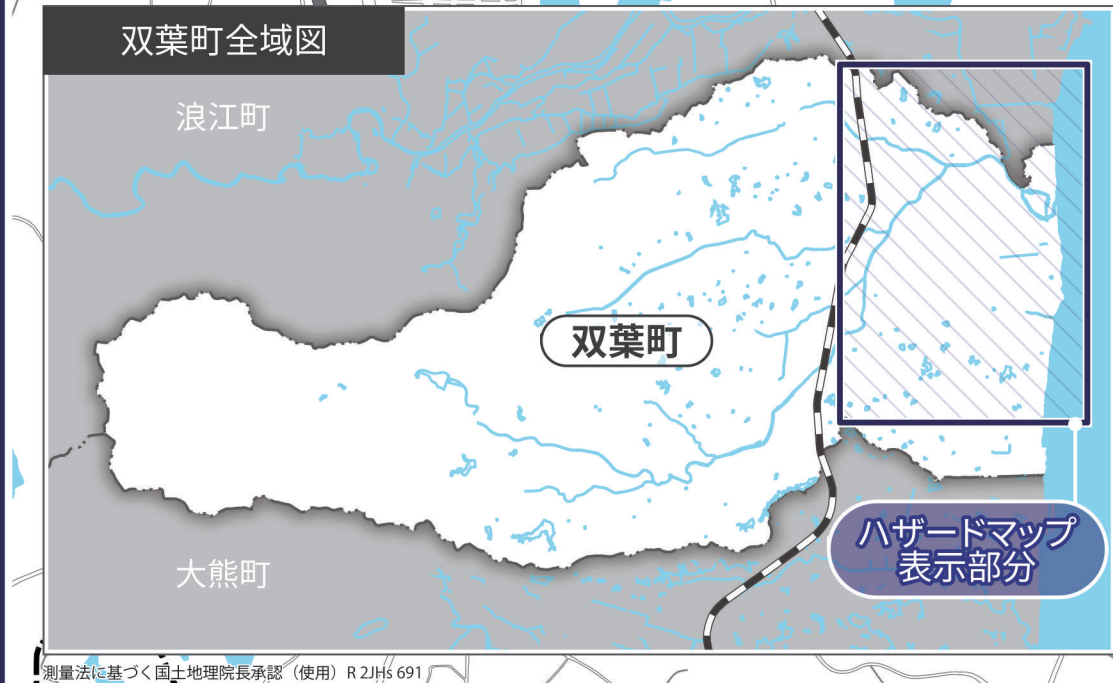 双葉町全域図
浪江町
双葉町
ハザードマップ
表示部分
大熊町
測量法に基づく国土地理院長承認（使用）R 2JHs 691